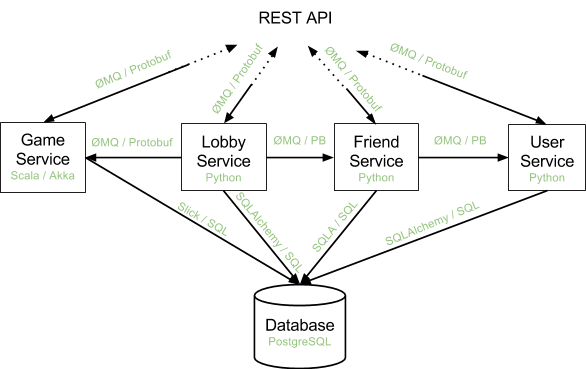 REST API
ØMQ / Protobuf
ØMQ / Protobuf
ØMQ / Protobuf
ØMQ / Protobuf
Game
Service
Scala / Akka
ØMQ / Protobuf
Lobby
Service
Python
ØMQ / PB
Friend
Service
Python
ØMQ / PB
User
Service
Python
Slick / SQL
SQLAlchemy / SQL
SQLA / SQL
SQLAlchemy / SQL
Database
PostgreSQL